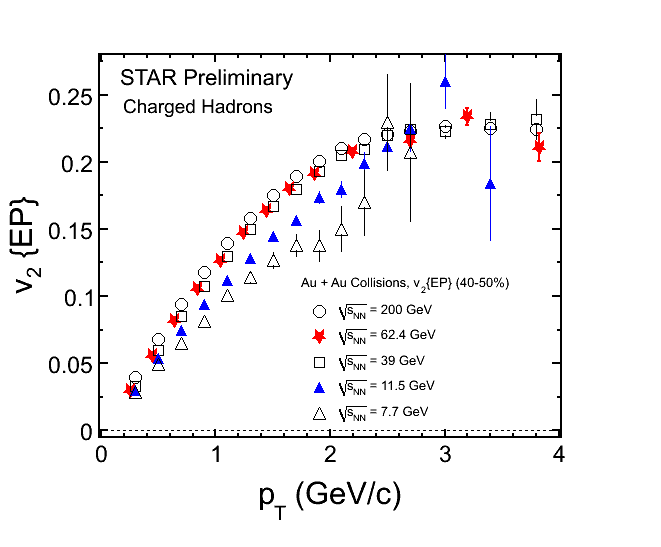 STAR Preliminary
Charged Hadrons
0.25
0.2
0.15
0.1
0.05
0
v2 {EP}
Au + Au Collisions, v2{EP} (40-50%)
√sNN = 200 GeV
√sNN = 62.4 GeV
√sNN = 39 GeV
√sNN = 11.5 GeV
√sNN = 7.7 GeV
0 1 2 3 4
pT (GeV/c)